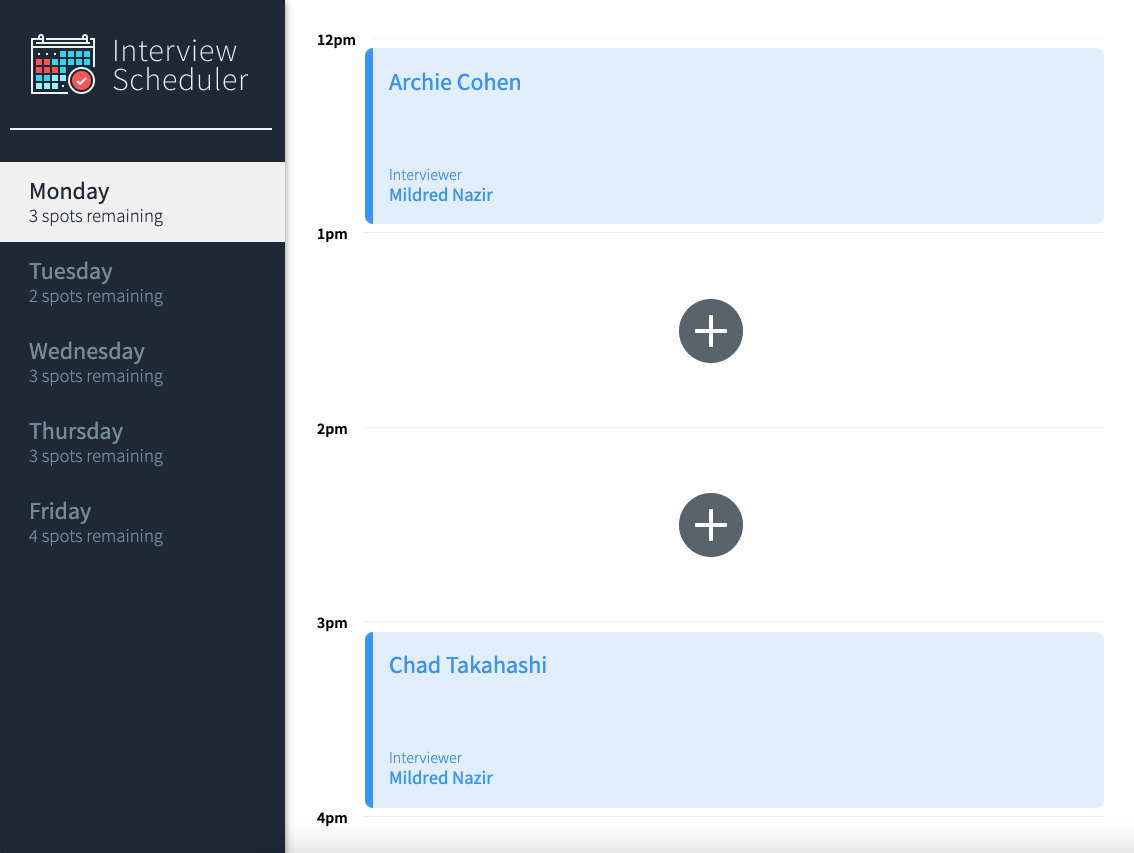 Interview
Scheduler
Monday
3 spots remaining
Tuesday
2 spots remaining
Wednesday
3 spots remaining
Thursday
3 spots remaining
Friday
4 spots remaining
12pm
Archie Cohen
Interviewer
Mildred Nazir
1pm
2pm
3pm
Chad Takahashi
Interviewer
Mildred Nazir
4pm